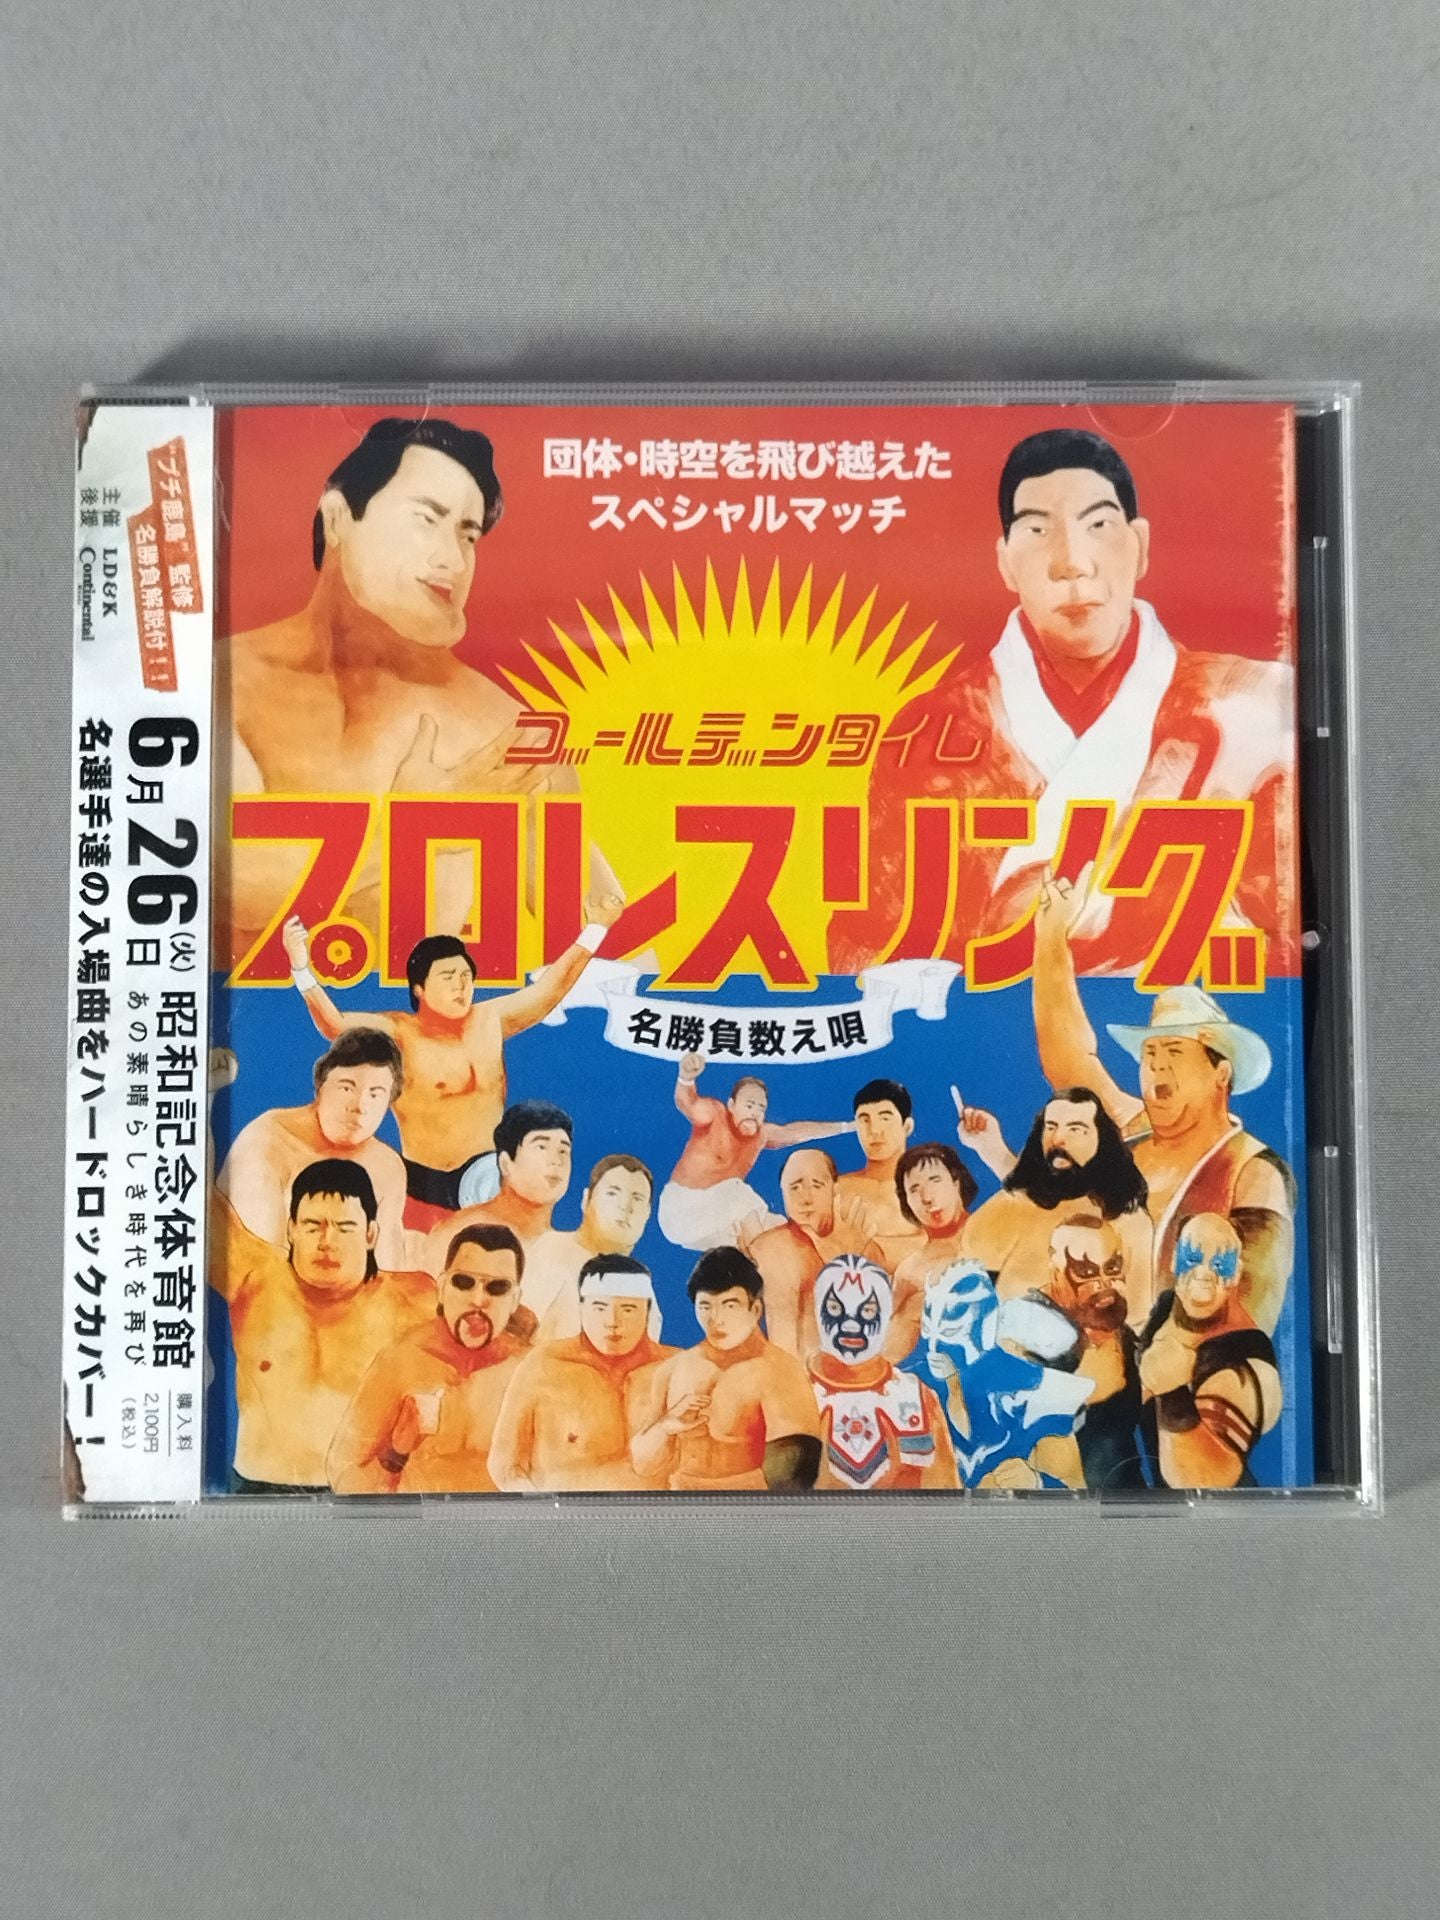 団体・時空を飛び越えた
スペシャルマッチ
ゴールデンタイム
プロレスリング
名勝負数え唄
"プチ鹿島"監修
名勝負解説付!!
主催 LD&K
後援 Continental
6月26日(火)昭和記念体育館
あの素晴らしき時代を再び
名選手達の入場曲をハードロックカバー!
購入料
2,100円
(税込)
M